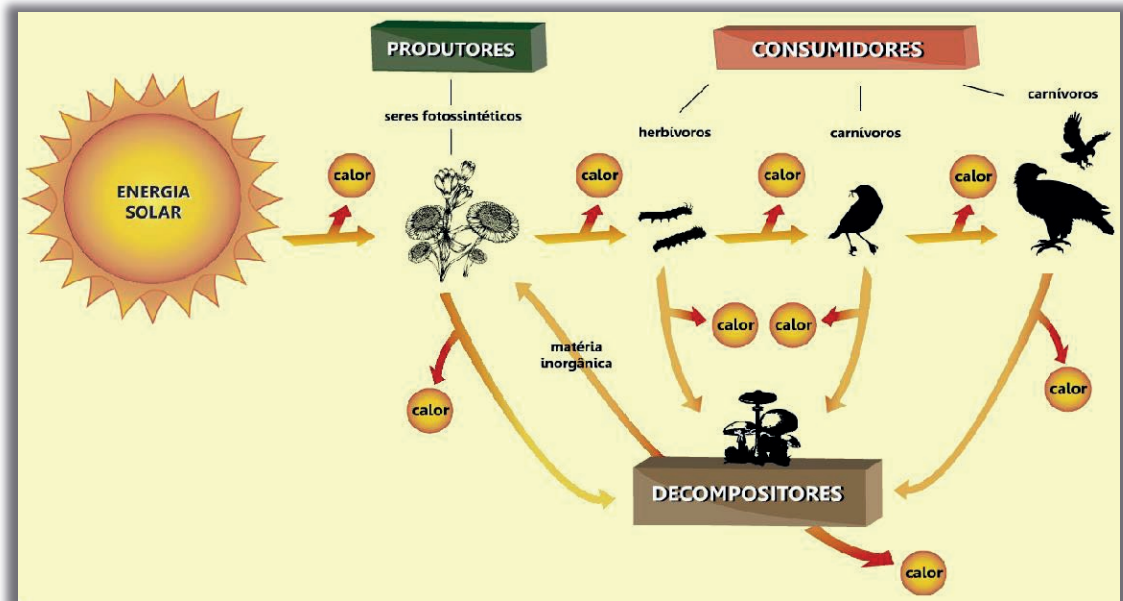 PRODUTORES
CONSUMIDORES
seres fotossintéticos
herbívoros
carnívoros
carnívoros
ENERGIA
SOLAR
calor
calor
calor
calor
matéria
inorgânica
calor
calor
calor
calor
DECOMPOSITORES
calor